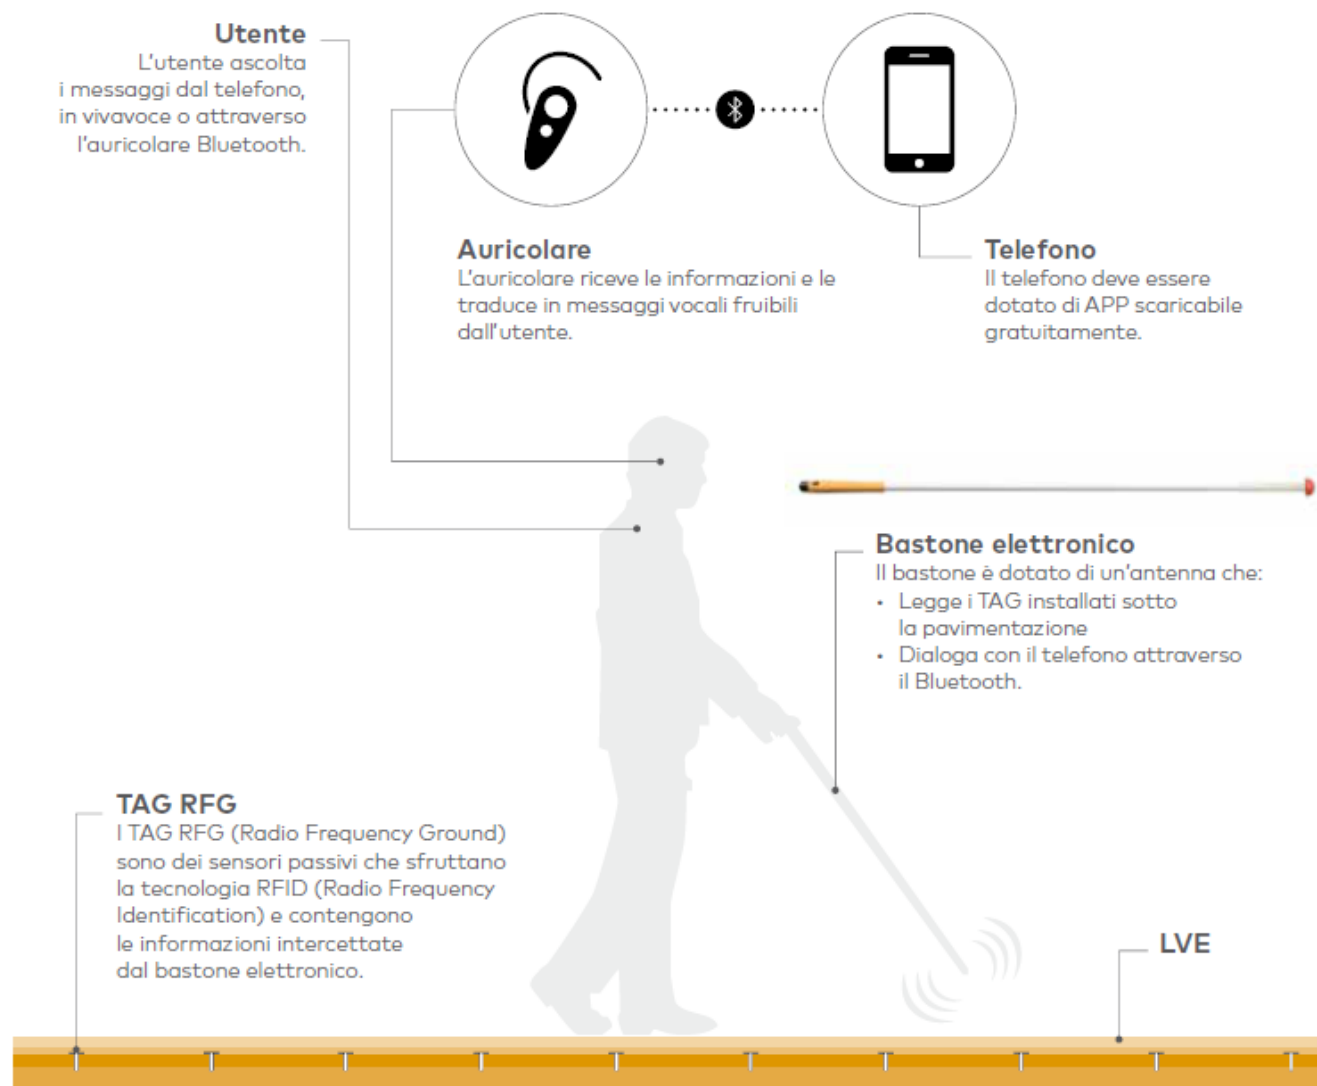 Utente
L'utente ascolta
i messaggi dal telefono,
in vivavoce o attraverso
l'auricolare Bluetooth.
Auricolare
L'auricolare riceve le informazioni e le
traduce in messaggi vocali fruibili
dall'utente.
Telefono
Il telefono deve essere
dotato di APP scaricabile
gratuitamente.
Bastone elettronico
Il bastone è dotato di un'antenna che:
• Legge i TAG installati sotto
la pavimentazione
• Dialoga con il telefono attraverso
il Bluetooth.
TAG RFG
I TAG RFG (Radio Frequency Ground)
sono dei sensori passivi che sfruttano
la tecnologia RFID (Radio Frequency
Identification) e contengono
le informazioni intercettate
dal bastone elettronico.
LVE